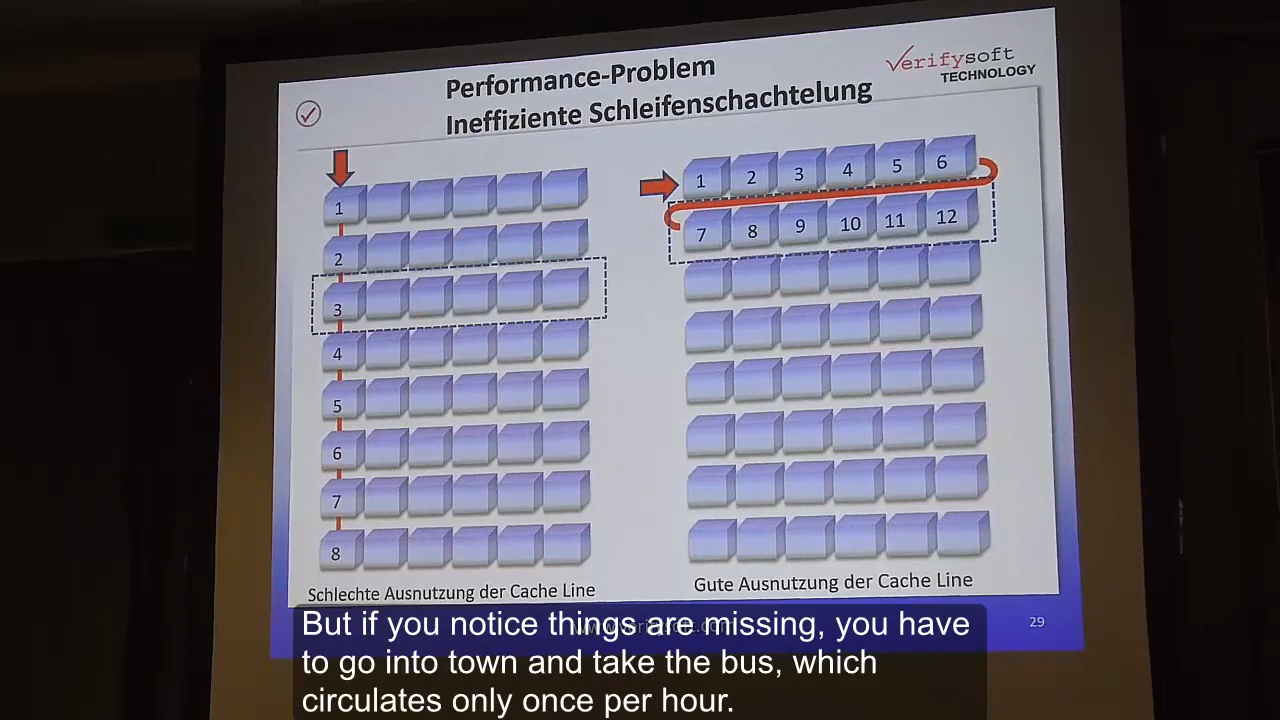 Performance-Problem
Ineffiziente Schleifenschachtelung
Verifysoft
TECHNOLOGY
1
2
3
4
5
6
7
8
Schlechte Ausnutzung der Cache Line
1 2 3 4 5 6
7 8 9 10 11 12
Gute Ausnutzung der Cache Line
29
But if you notice things are missing, you have
to go into town and take the bus, which
circulates only once per hour.